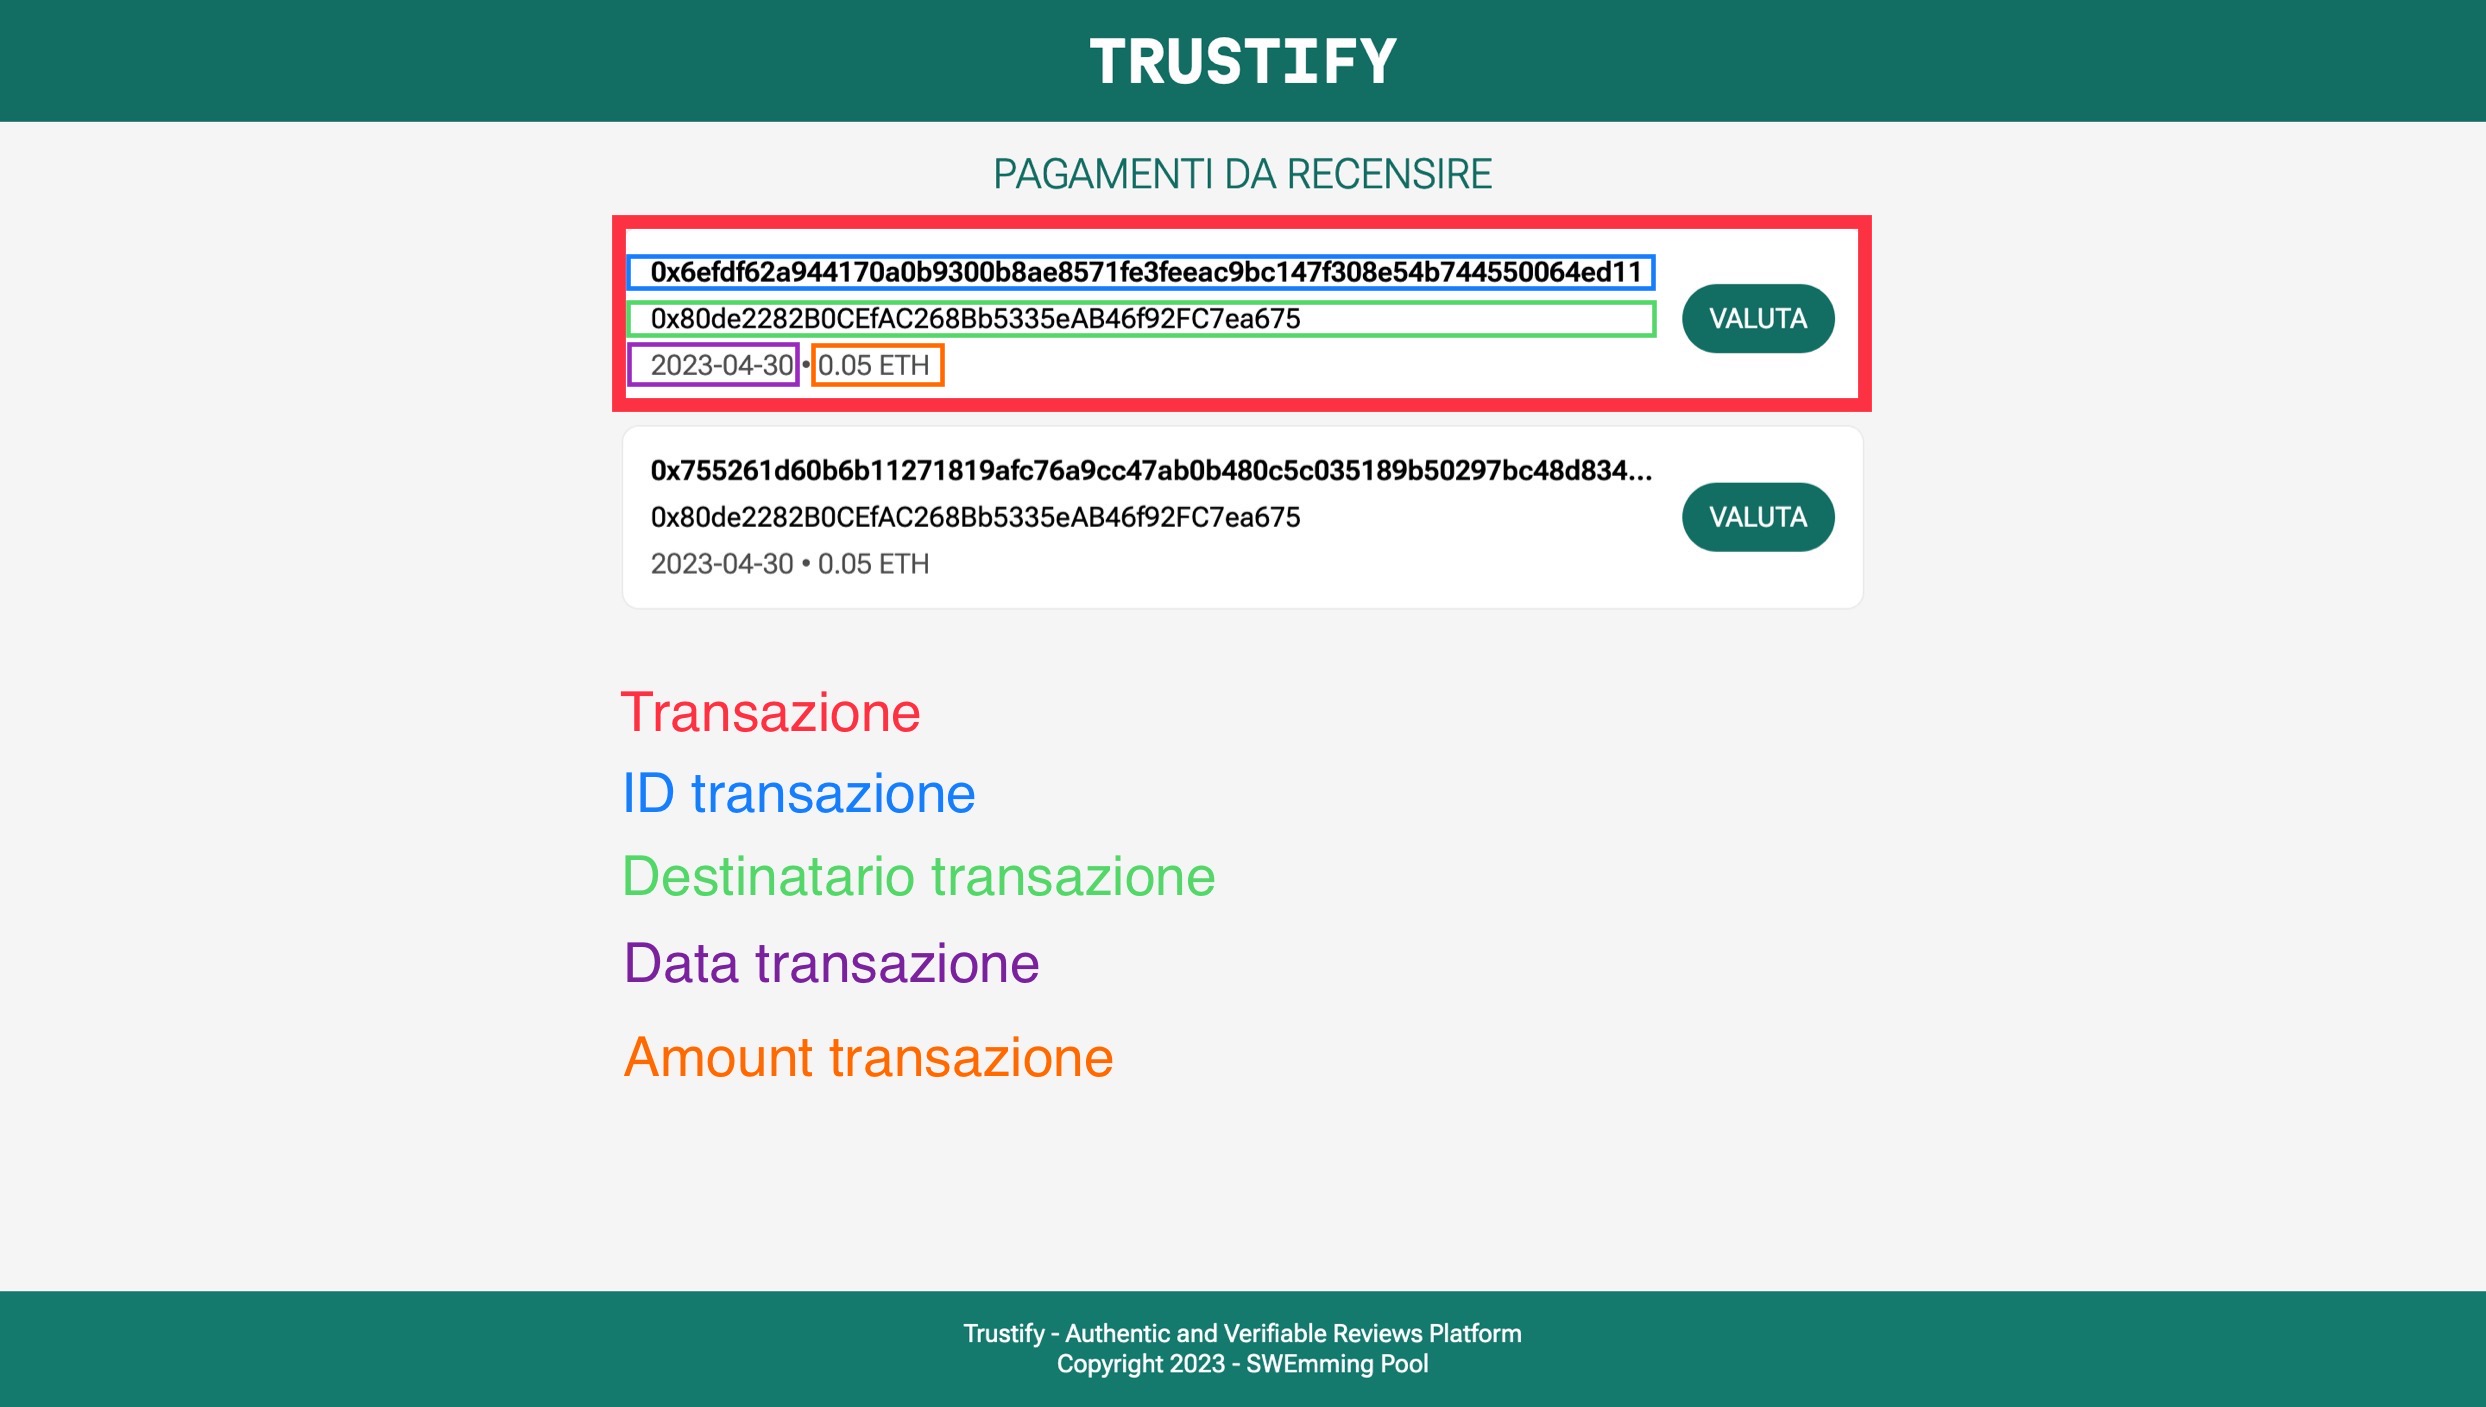 TRUSTIFY
PAGAMENTI DA RECENSIRE
0x6efdf62a944170a0b9300b8ae8571fe3feeac9bc147f308e54b744550064ed11
0x80de2282B0CEfAC268Bb5335eAB46f92FC7ea675
VALUTA
2023-04-30 • 0.05 ETH
0x755261d60b6b11271819afc76a9cc47ab0b480c5c035189b50297bc48d834...
0x80de2282B0CEfAC268Bb5335eAB46f92FC7ea675
VALUTA
2023-04-30 • 0.05 ETH
Transazione
ID transazione
Destinatario transazione
Data transazione
Amount transazione
Trustify - Authentic and Verifiable Reviews Platform
Copyright 2023 - SWEmming Pool